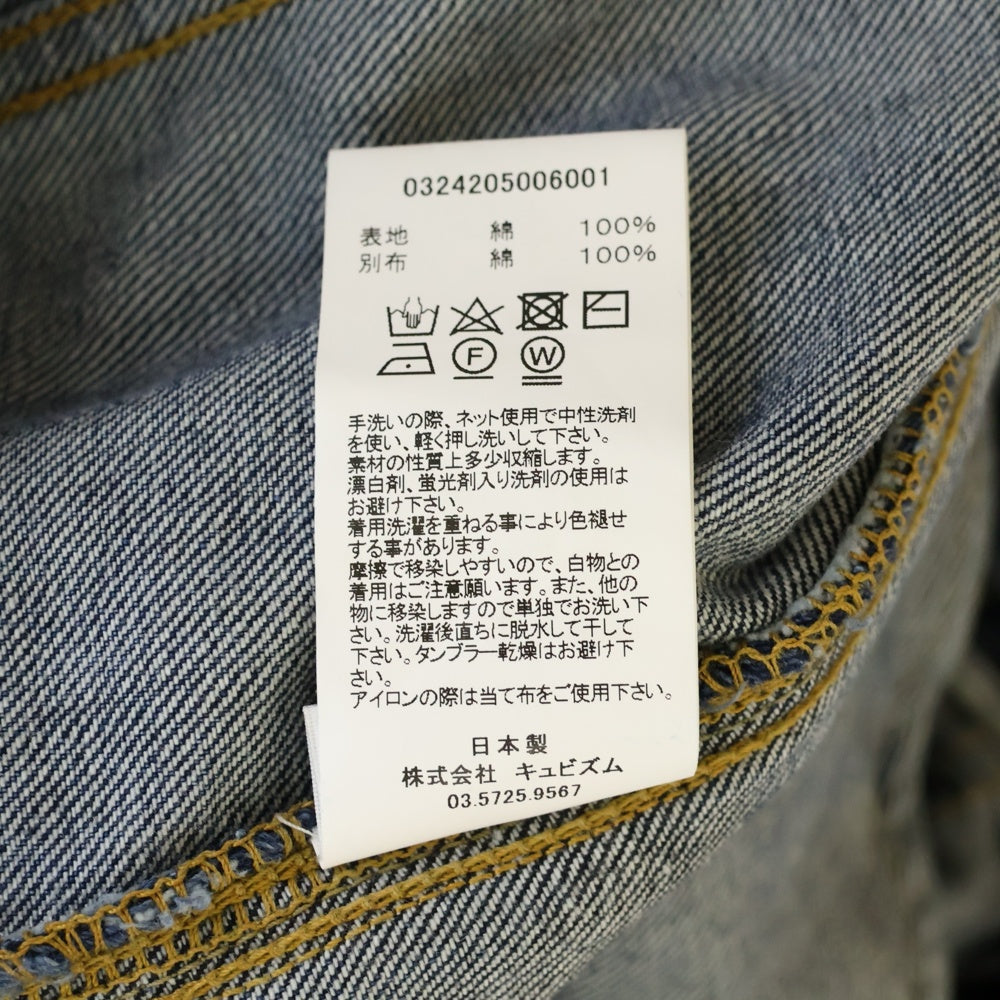 0324205006001
表地 綿 100%
別布 綿 100%
F W
手洗いの際、ネット使用で中性洗剤
を使い、軽く押し洗いして下さい。
素材の性質上多少収縮します。
漂白剤、蛍光剤入り洗剤の使用は
お避け下さい。
着用洗濯を重ねる事により色褪せ
する事があります。
摩擦で移染しやすいので、白物との
着用はご注意願います。また、他の
物に移染しますので単独でお洗い下
さい。洗濯後直ちに脱水して干して
下さい。タンブラー乾燥はお避け下
さい。
アイロンの際は当て布をご使用下さい。
日本製
株式会社 キュビズム
03.5725.9567